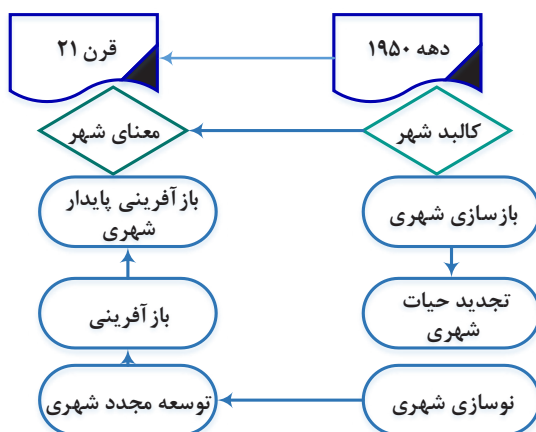 دهه ۱۹۵۰
قرن ۲۱
کالبد شهر
معنای شهر
بازسازی شهری
بازآفرینی پایدار
شهری
تجدید حیات
شهری
بازآفرینی
نوسازی شهری
توسعه مجدد شهری